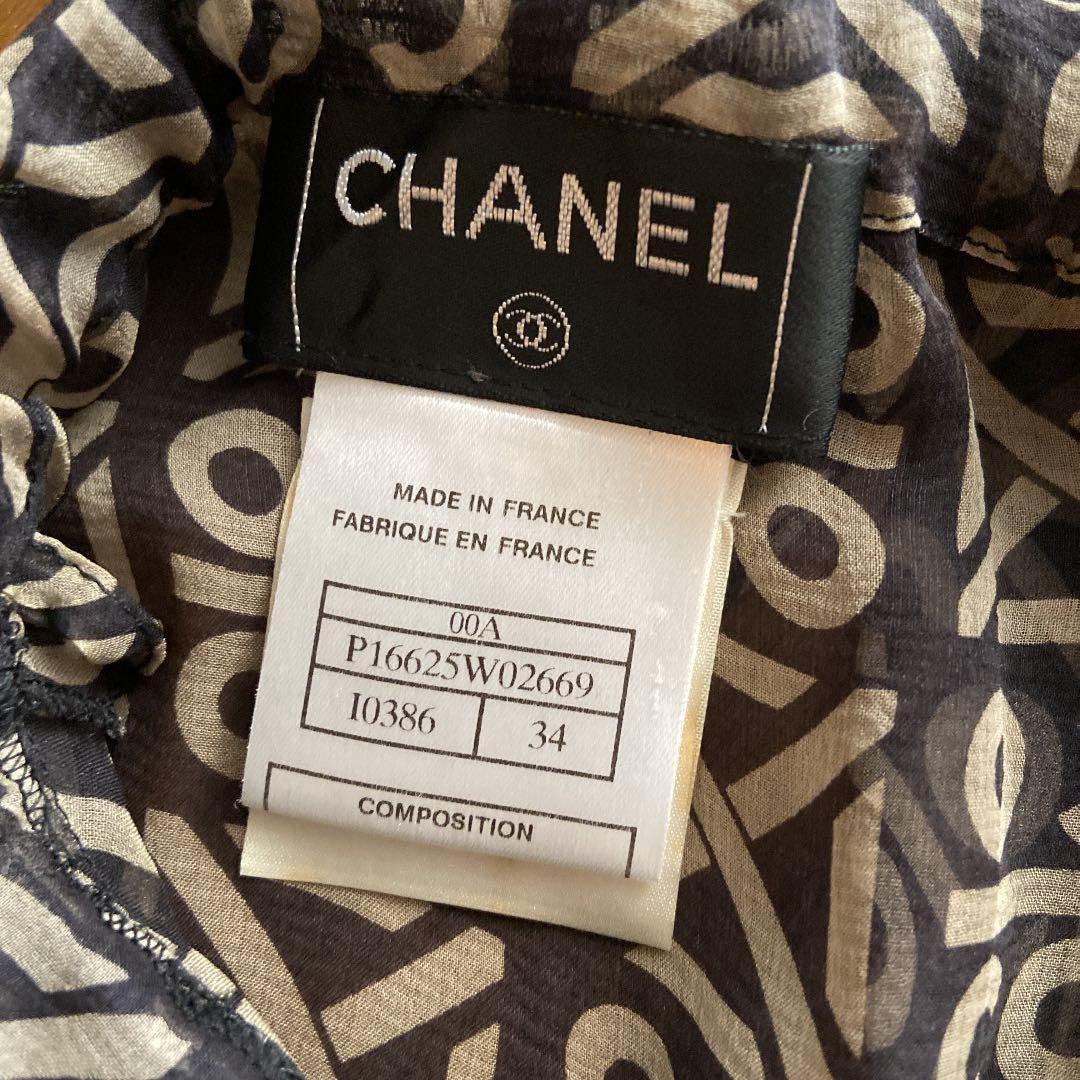 CHANEL
MADE IN FRANCE
FABRIQUE EN FRANCE
00A
P16625W02669
I0386 34
COMPOSITION